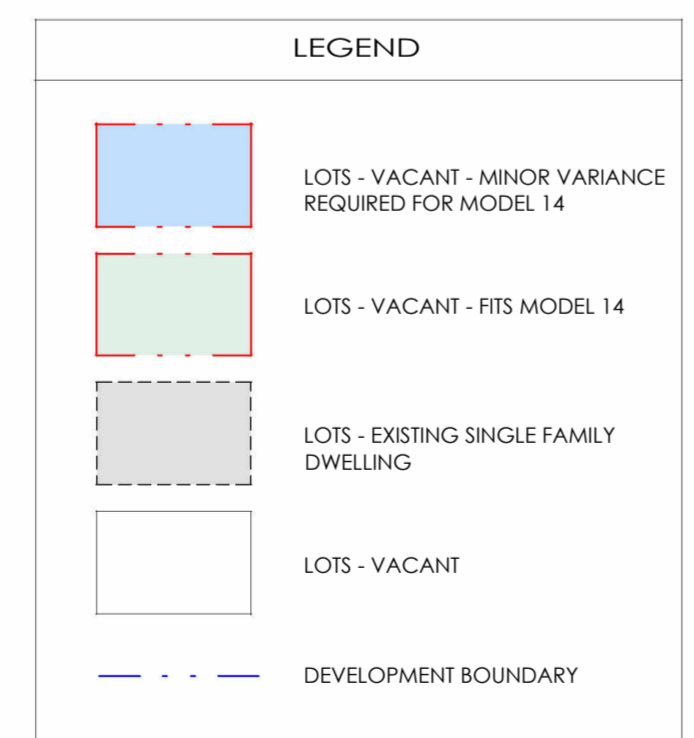 LEGEND
LOTS - VACANT - MINOR VARIANCE
REQUIRED FOR MODEL 14
LOTS - VACANT - FITS MODEL 14
LOTS - EXISTING SINGLE FAMILY
DWELLING
LOTS - VACANT
DEVELOPMENT BOUNDARY